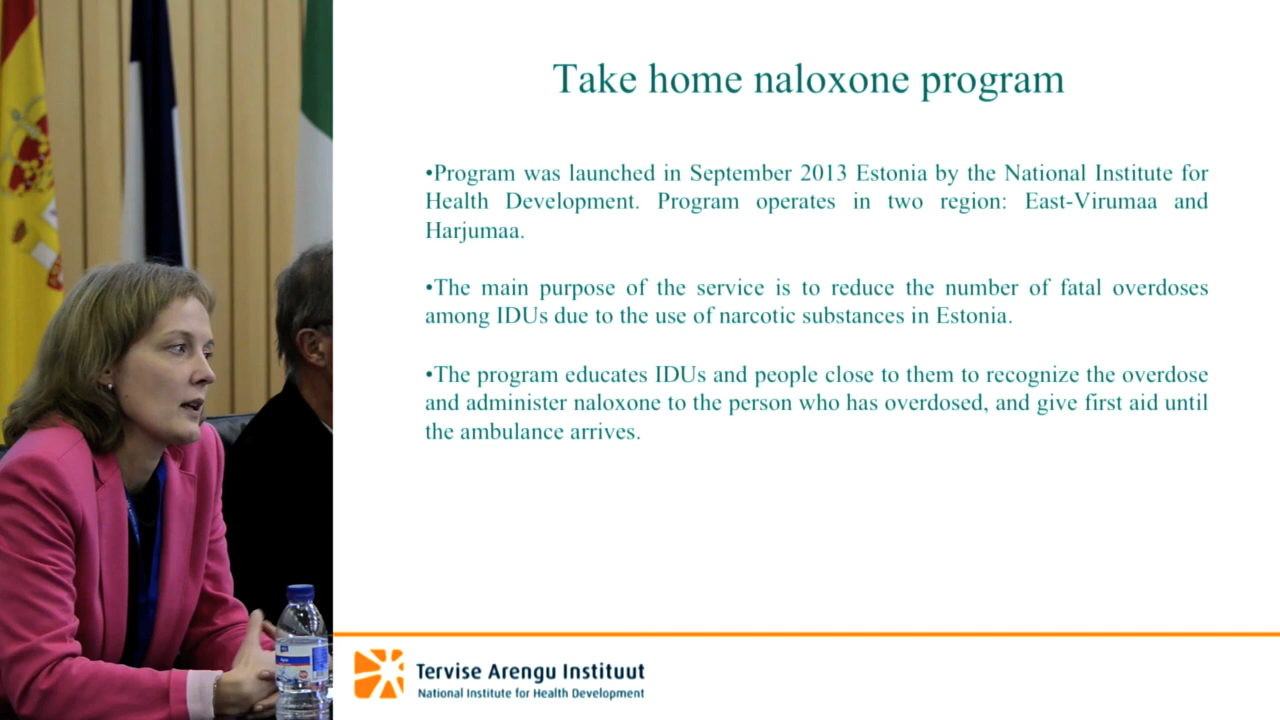 Take home naloxone program
•Program was launched in September 2013 Estonia by the National Institute for
Health Development. Program operates in two region: East-Virumaa and
Harjumaa.
•The main purpose of the service is to reduce the number of fatal overdoses
among IDUs due to the use of narcotic substances in Estonia.
•The program educates IDUs and people close to them to recognize the overdose
and administer naloxone to the person who has overdosed, and give first aid until
the ambulance arrives.
Tervise Arengu Instituut
National Institute for Health Development